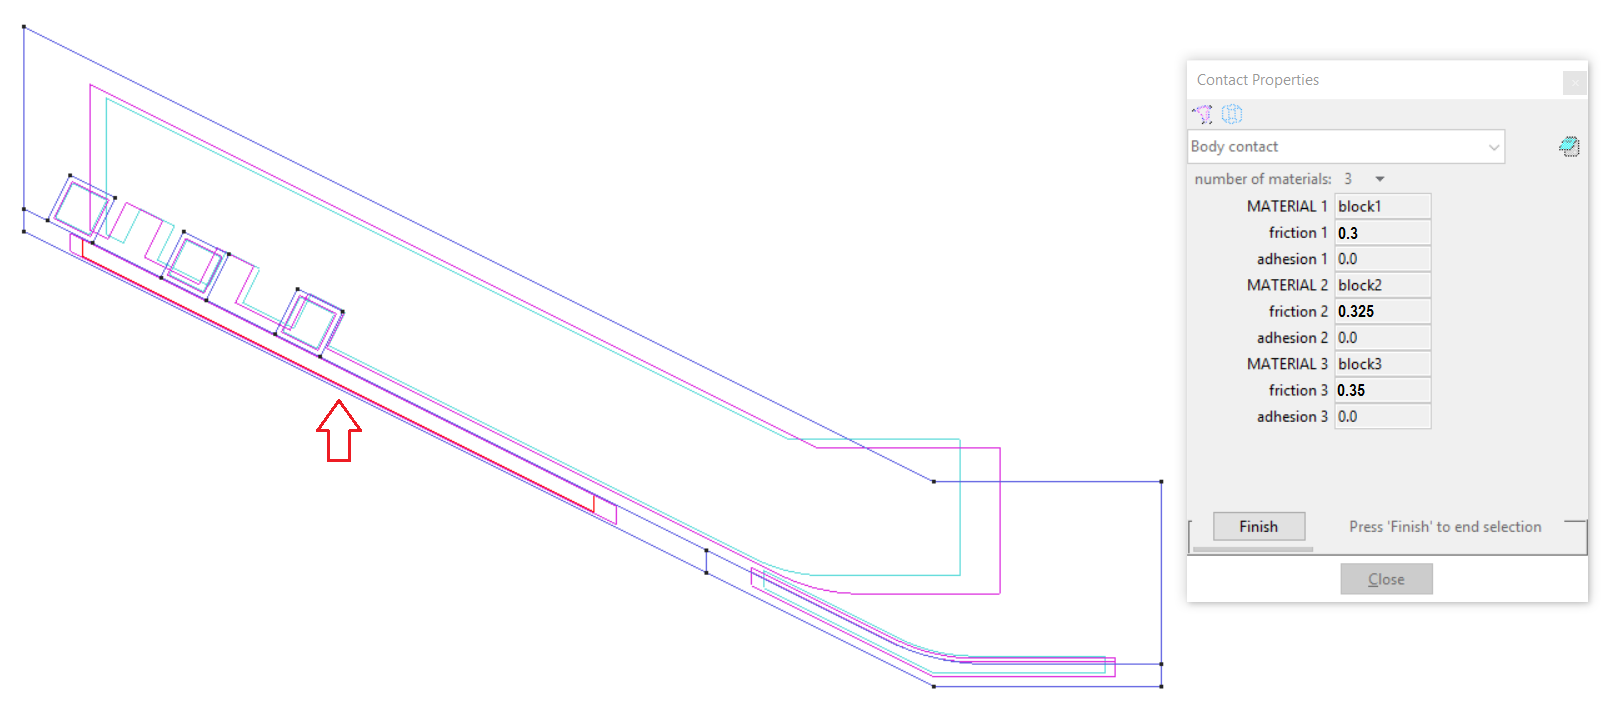 Contact Properties
Body contact
number of materials: 3
MATERIAL 1 block1
friction 1 0.3
adhesion 1 0.0
MATERIAL 2 block2
friction 2 0.325
adhesion 2 0.0
MATERIAL 3 block3
friction 3 0.35
adhesion 3 0.0
Finish Press 'Finish' to end selection
Close